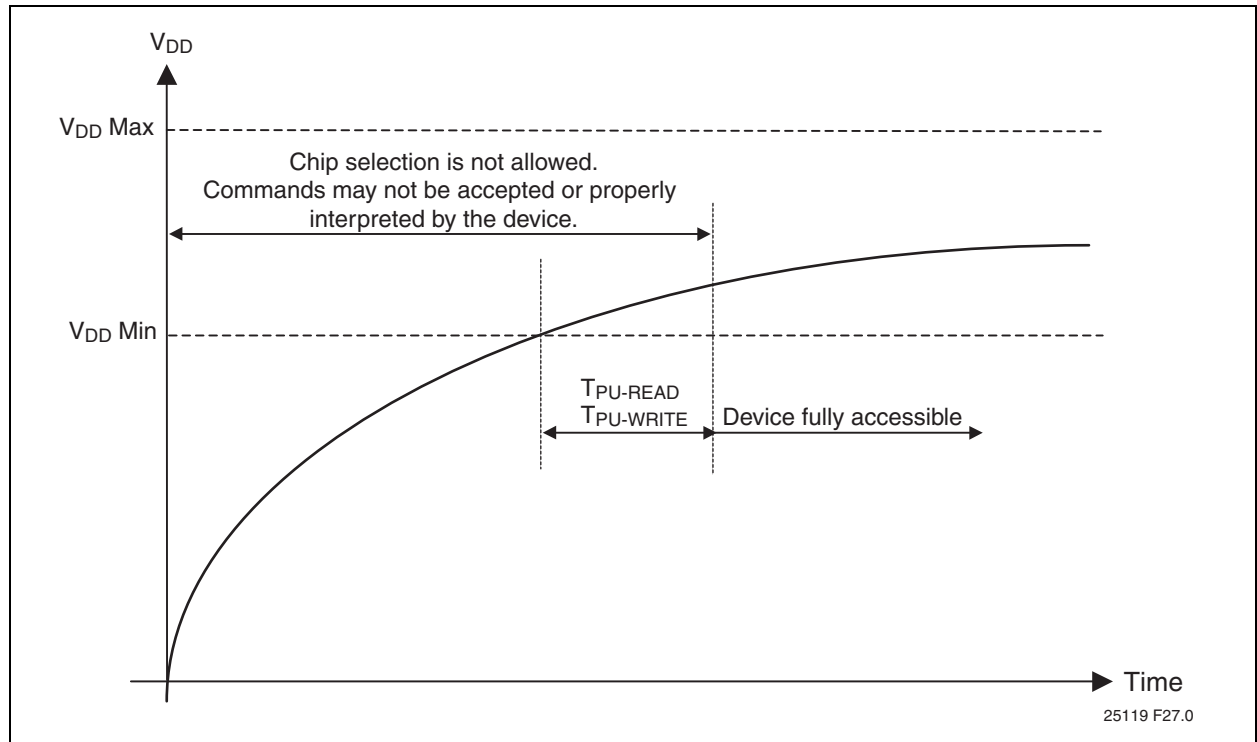 VDD
VDD Max
Chip selection is not allowed.
Commands may not be accepted or properly
interpreted by the device.
VDD Min
TPU-READ
TPU-WRITE
Device fully accessible
Time
25119 F27.0